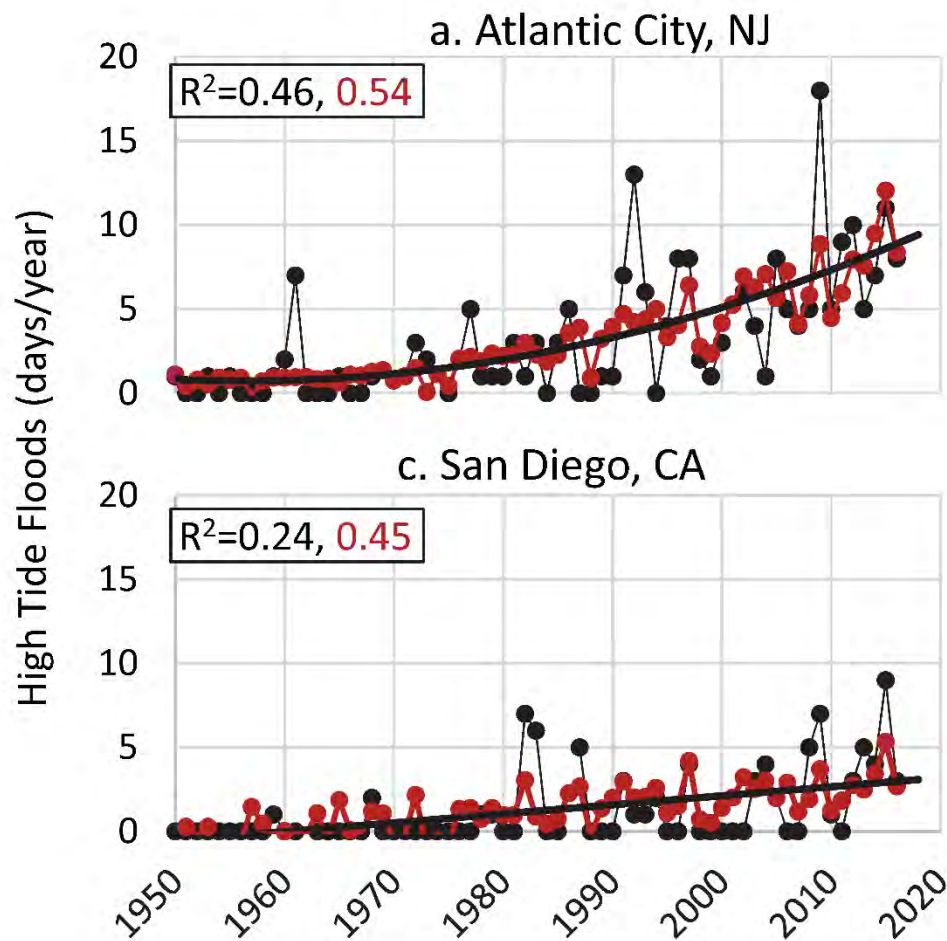 a. Atlantic City, NJ
R²=0.46, 0.54
20
15
10
5
0
High Tide Floods (days/year)
c. San Diego, CA
R²=0.24, 0.45
20
15
10
5
0
1950 1960 1970 1980 1990 2000 2010 2020